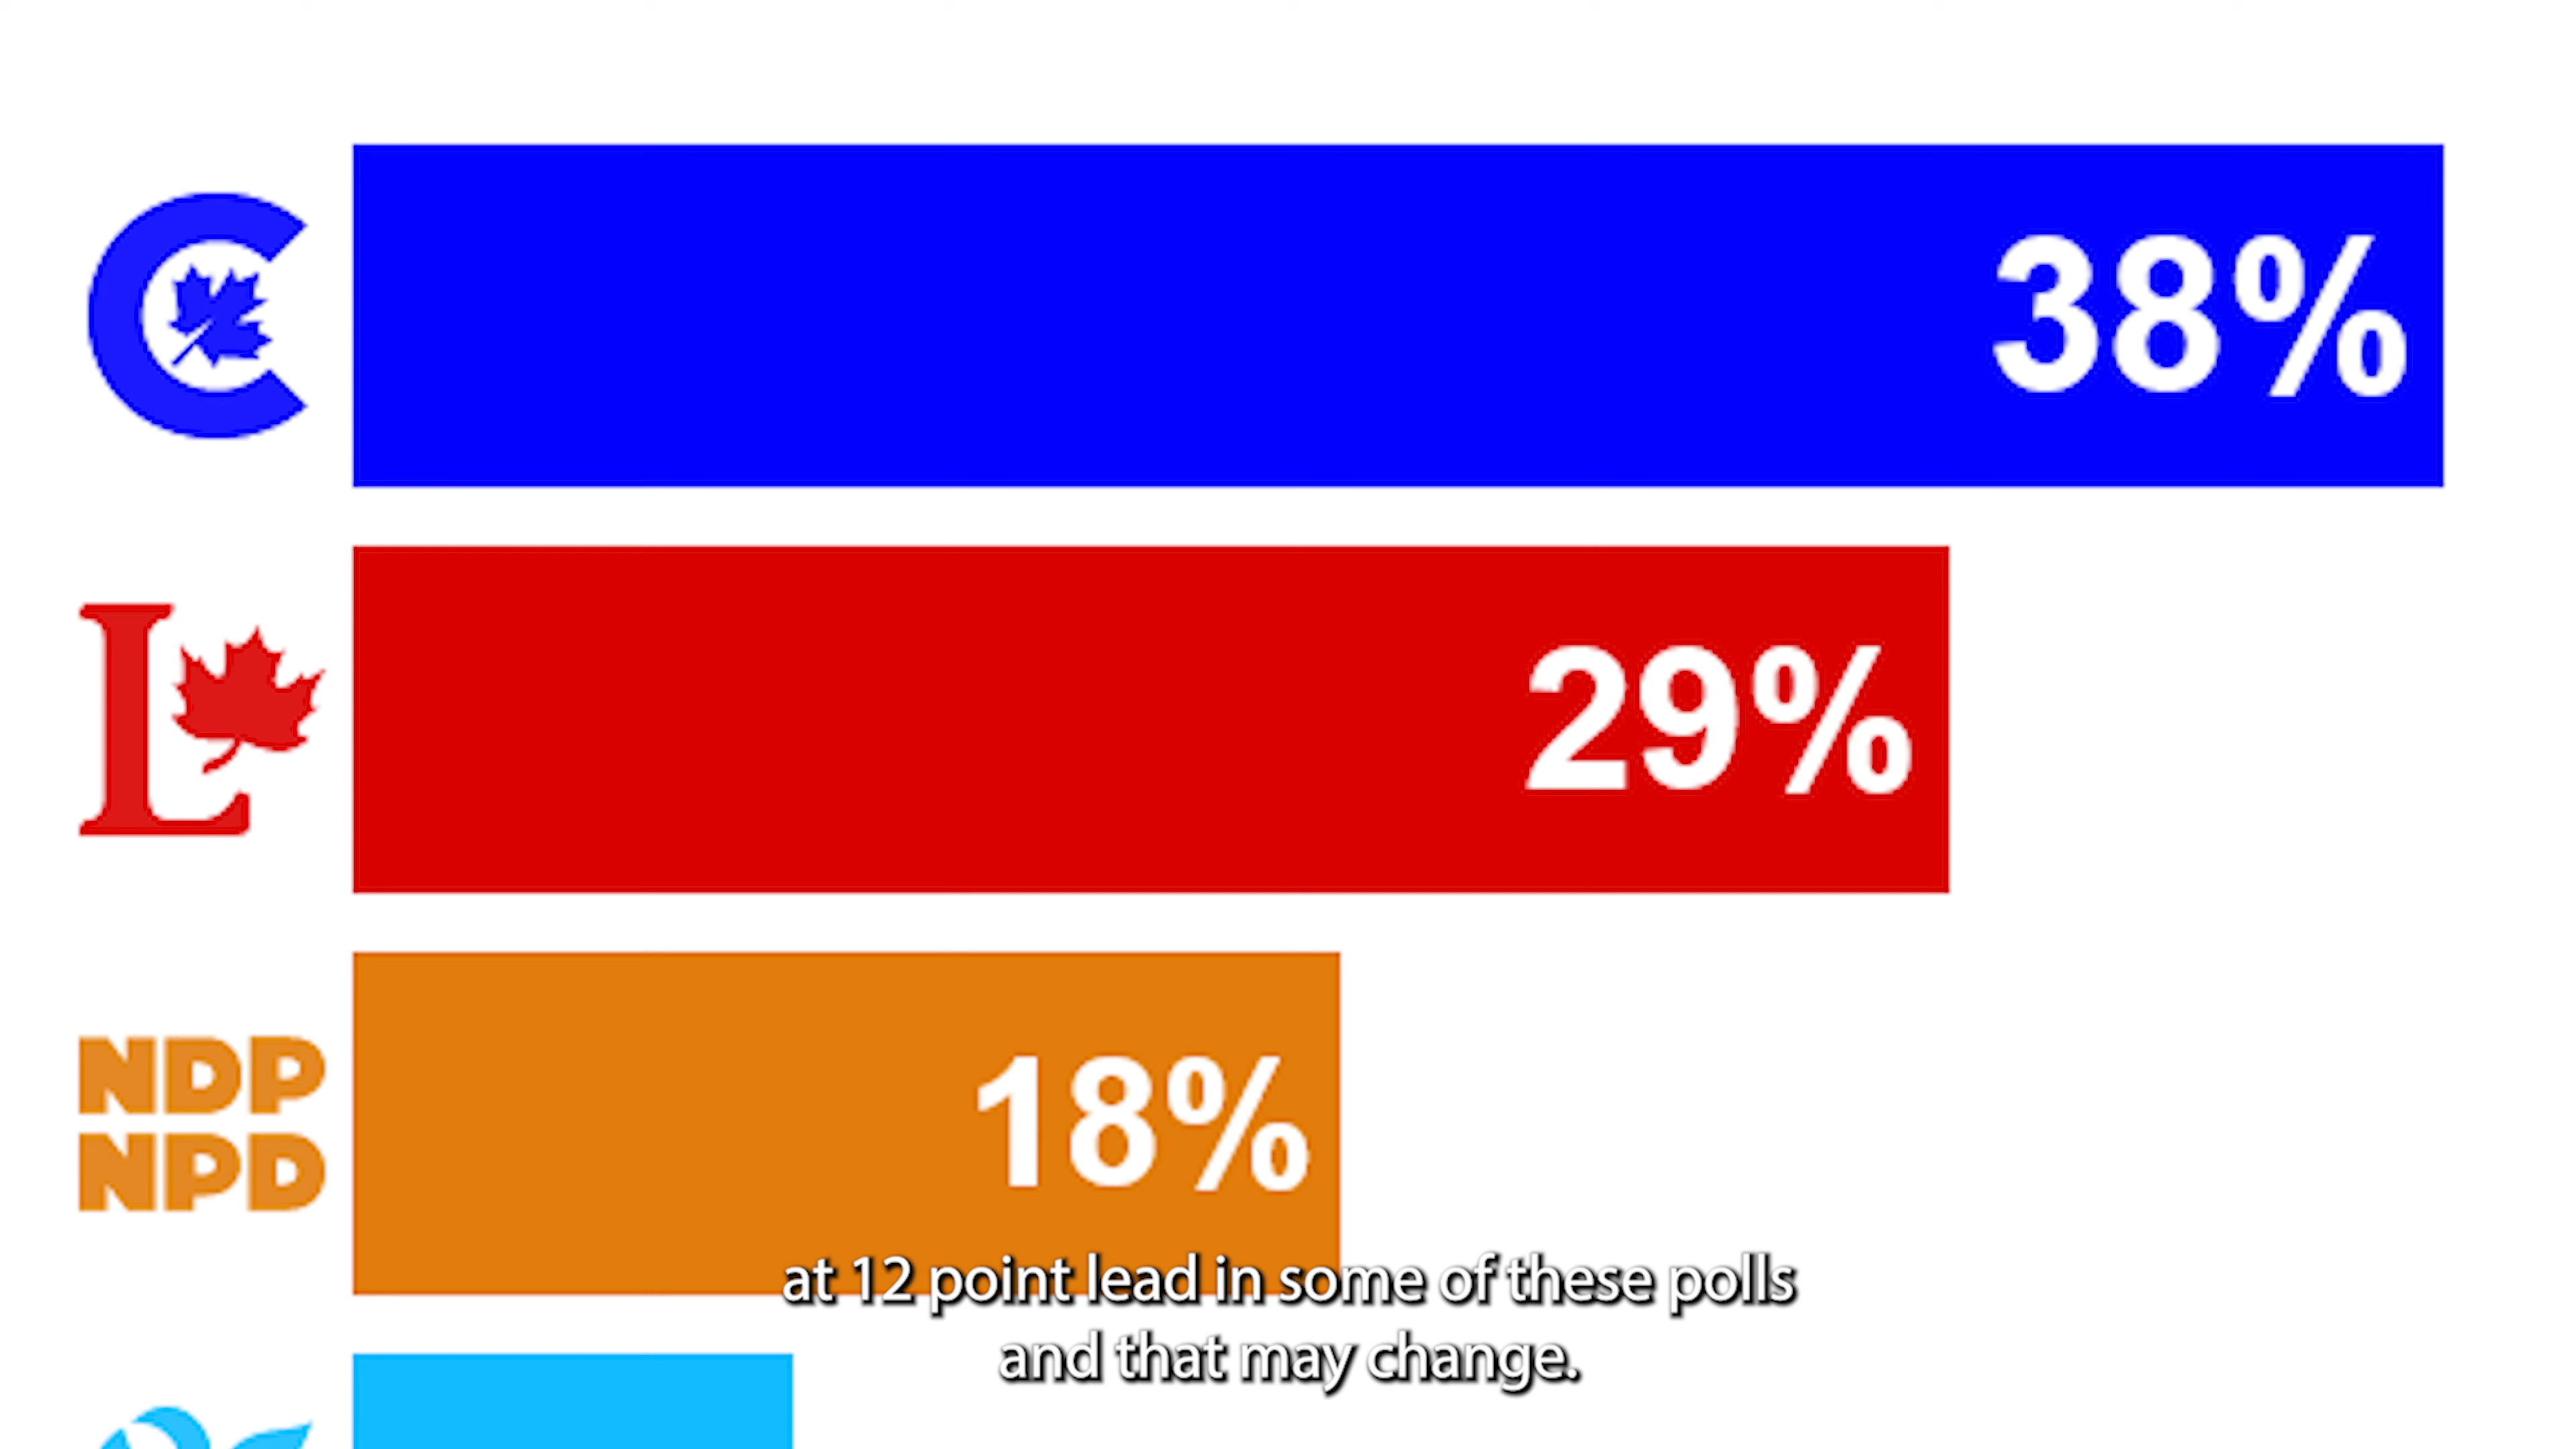 C
38%
L
29%
NDP
NPD
18%
at 12 point lead in some of these polls
and that may change.